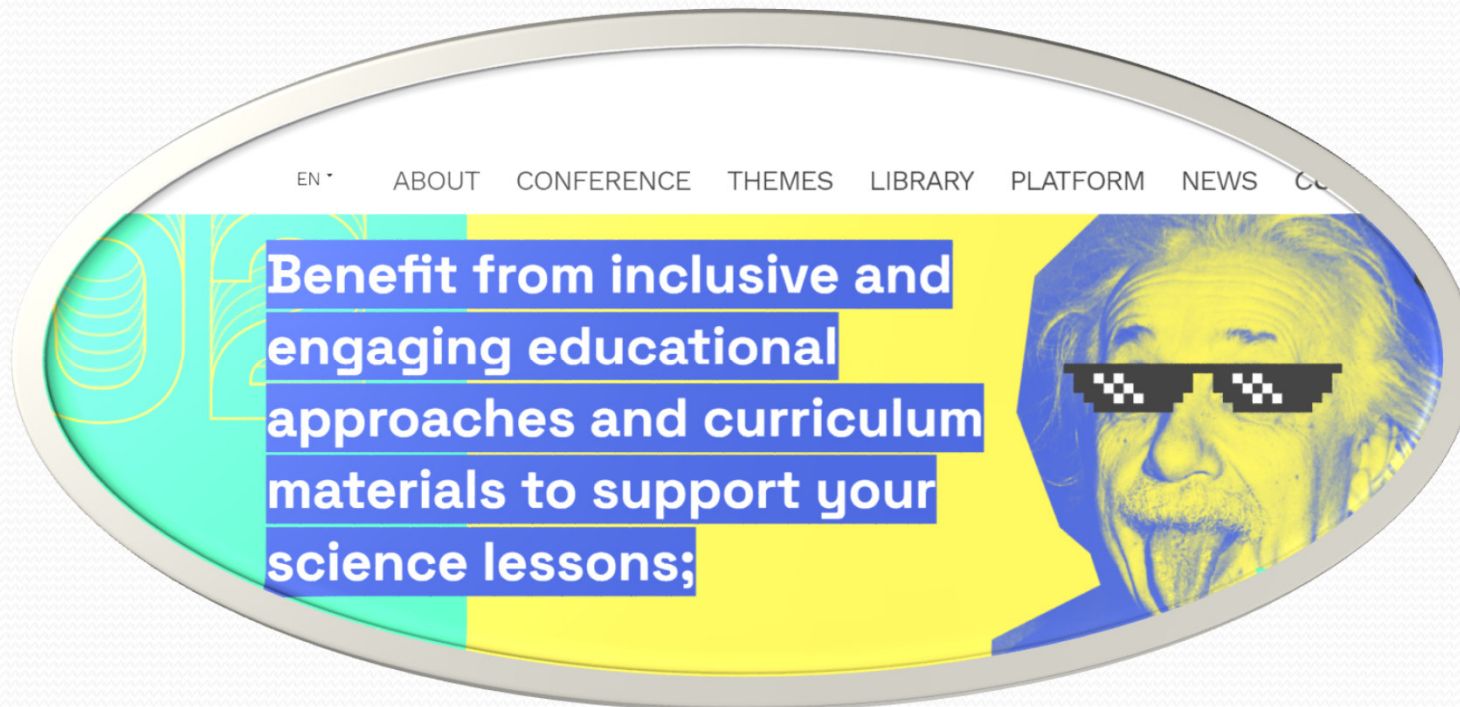 EN ABOUT CONFERENCE THEMES LIBRARY PLATFORM NEWS
02
Benefit from inclusive and
engaging educational
approaches and curriculum
materials to support your
science lessons;